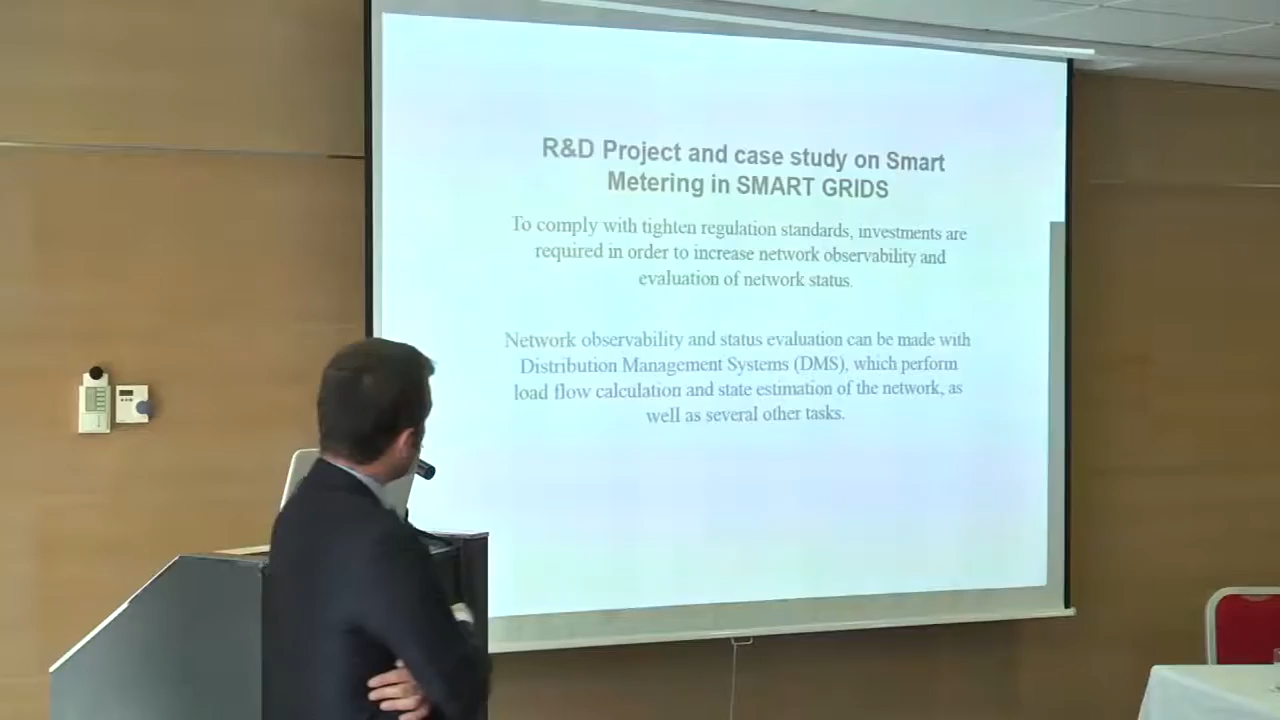 R&D Project and case study on Smart
Metering in SMART GRIDS
To comply with tighten regulation standards, investments are
required in order to increase network observability and
evaluation of network status.
Network observability and status evaluation can be made with
Distribution Management Systems (DMS), which perform
load flow calculation and state estimation of the network, as
well as several other tasks.